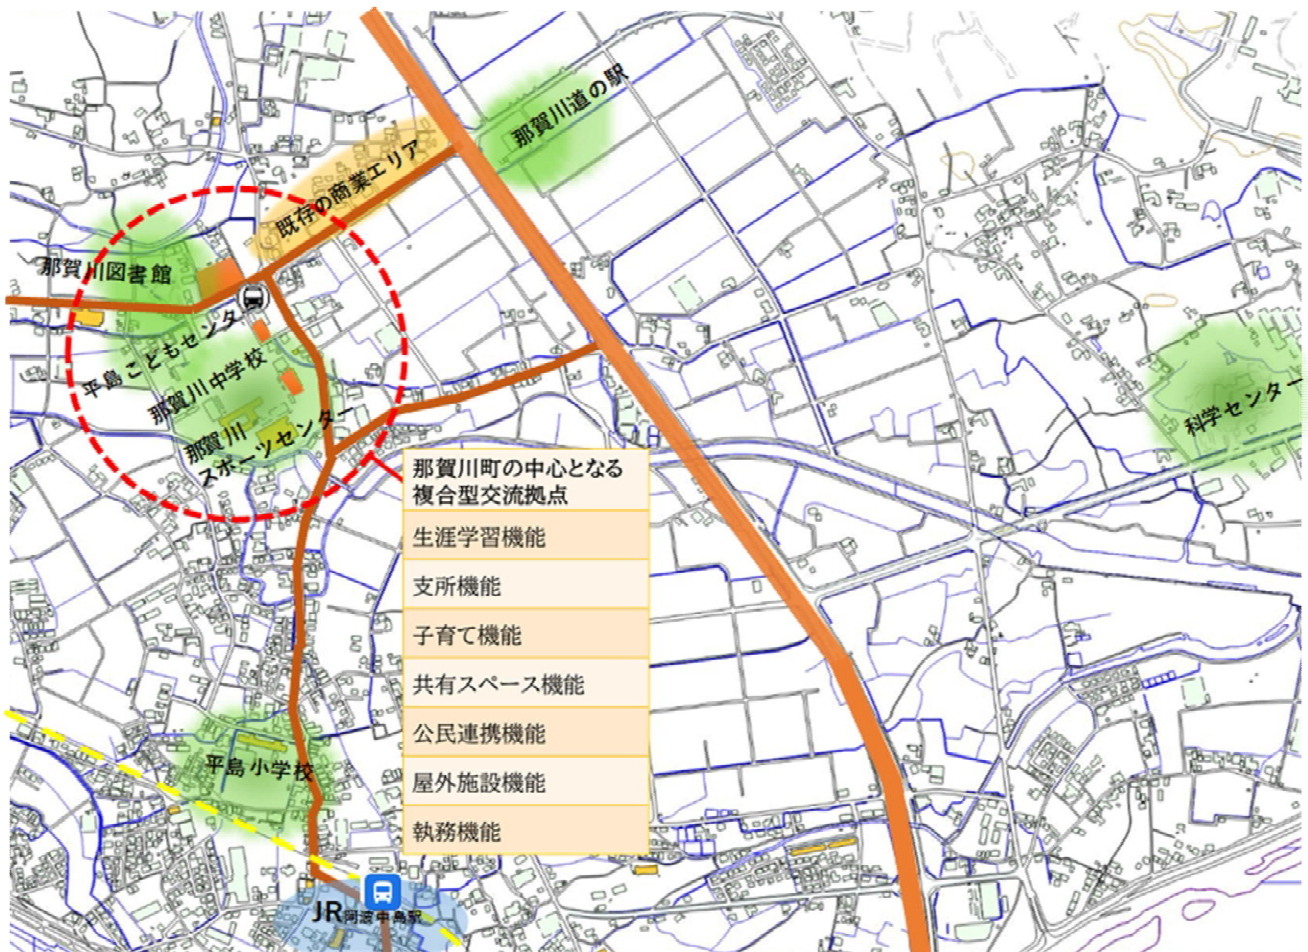 那賀川道の駅
既存の商業エリア
那賀川図書館
平島こどもセンター
那賀川中学校
那賀川
スポーツセンター
科学センター
那賀川町の中心となる
複合型交流拠点
生涯学習機能
支所機能
子育て機能
共有スペース機能
公民連携機能
屋外施設機能
執務機能
平島小学校
JR阿波中島駅